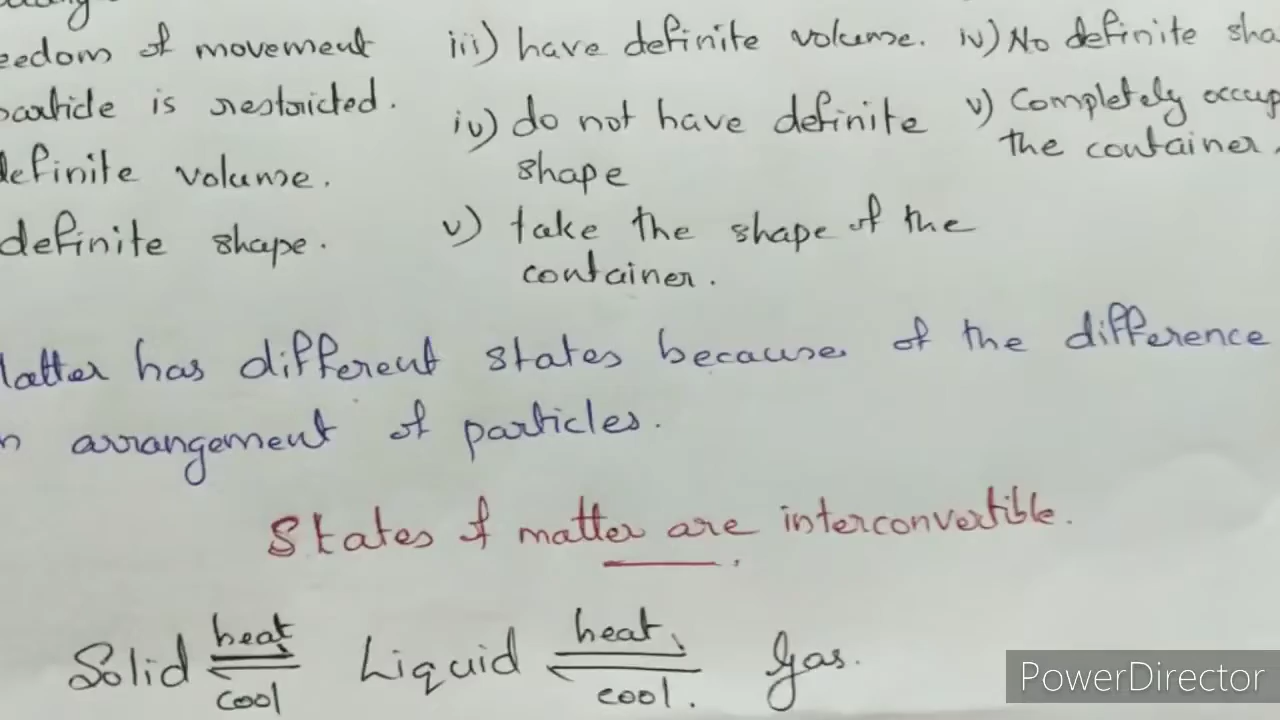 eedom of movement
particle is restricted.
definite volume.
definite shape.
iii) have definite volume.
iv) do not have definite
shape
v) take the shape of the
container.
iv) No definite sha
v) Completely occup
the container.
latter has different states because of the difference
n arrangement of particles.
States of matter are interconvertible.
Solid heat cool Liquid heat cool. Gas.
PowerDirector